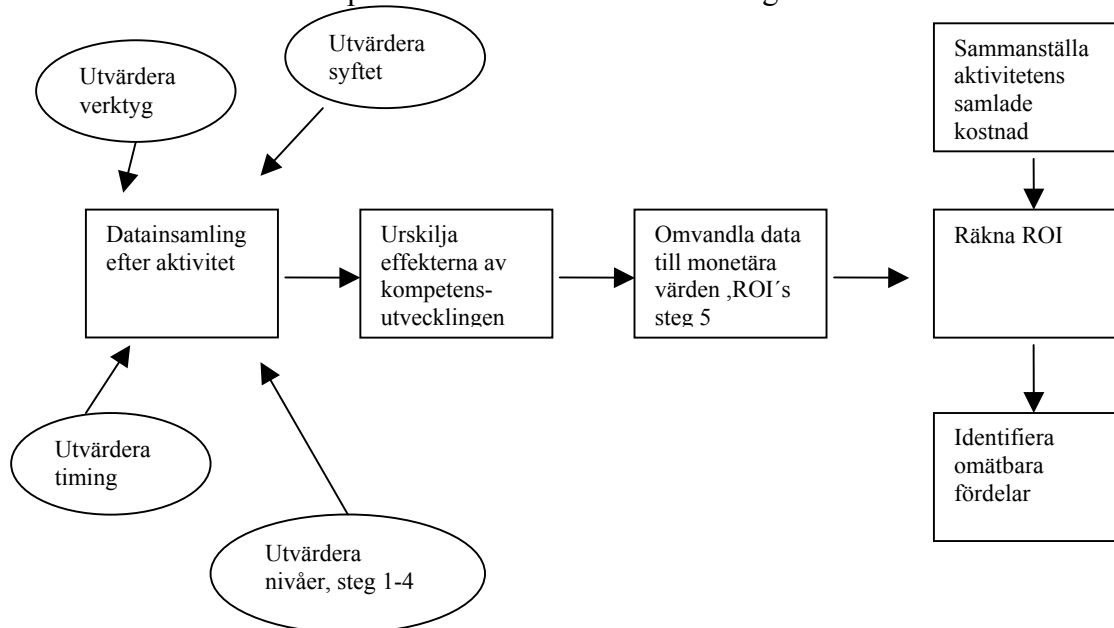 Utvärdera
syftet
Utvärdera
verktyg
Sammanställa
aktivitetens
samlade
kostnad
Datainsamling
efter aktivitet
Urskilja
effekterna av
kompetens-
utvecklingen
Omvandla data
till monetära
värden ,ROI´s
steg 5
Räkna ROI
Utvärdera
timing
Identifiera
omätbara
fördelar
Utvärdera
nivåer, steg 1-4